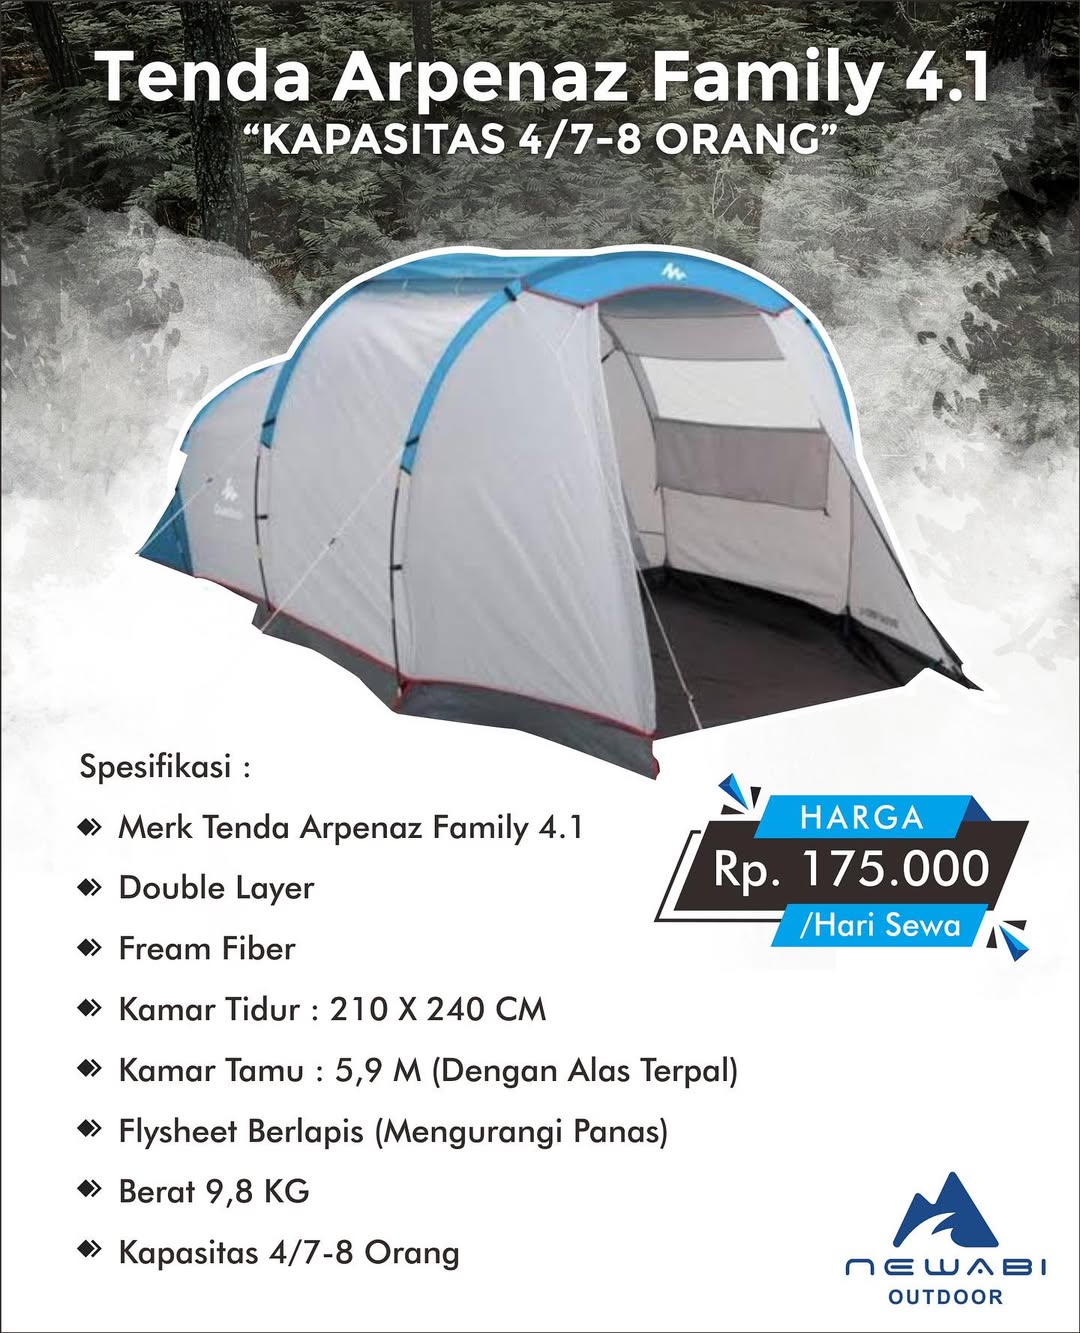 Tenda Arpenaz Family 4.1
“KAPASITAS 4/7-8 ORANG”
Spesifikasi :
Merk Tenda Arpenaz Family 4.1
Double Layer
Fream Fiber
Kamar Tidur : 210 X 240 CM
Kamar Tamu : 5,9 M (Dengan Alas Terpal)
Flysheet Berlapis (Mengurangi Panas)
Berat 9,8 KG
Kapasitas 4/7-8 Orang
HARGA
Rp. 175.000
/Hari Sewa
NEWABI
OUTDOOR